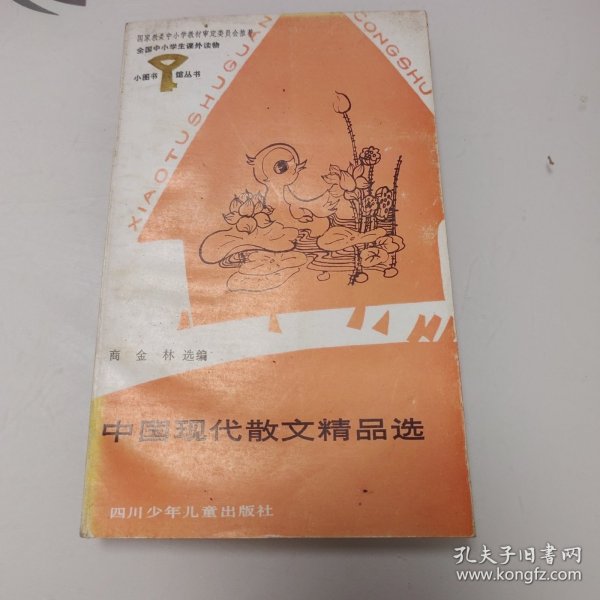 国家教委中小学教材审定委员会推荐
全国中小学生课外读物
小图书馆丛书
XIAOTUSHUGUAN
CONGSHU
商金林 选编
中国现代散文精品选
四川少年儿童出版社
孔夫子旧书网
www.kongfz.com